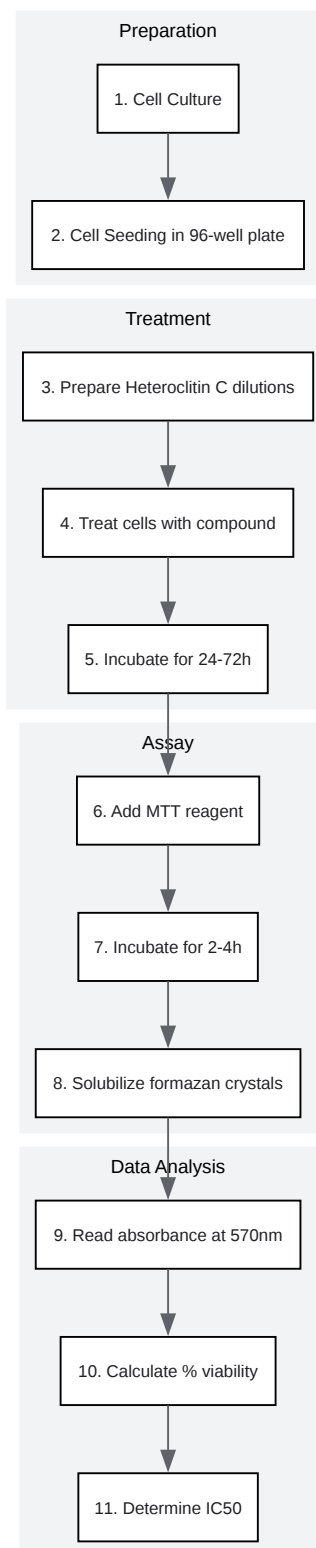 Preparation
1. Cell Culture
2. Cell Seeding in 96-well plate
Treatment
3. Prepare Heteroclitin C dilutions
4. Treat cells with compound
5. Incubate for 24-72h
Assay
6. Add MTT reagent
7. Incubate for 2-4h
8. Solubilize formazan crystals
Data Analysis
9. Read absorbance at 570nm
10. Calculate % viability
11. Determine IC50